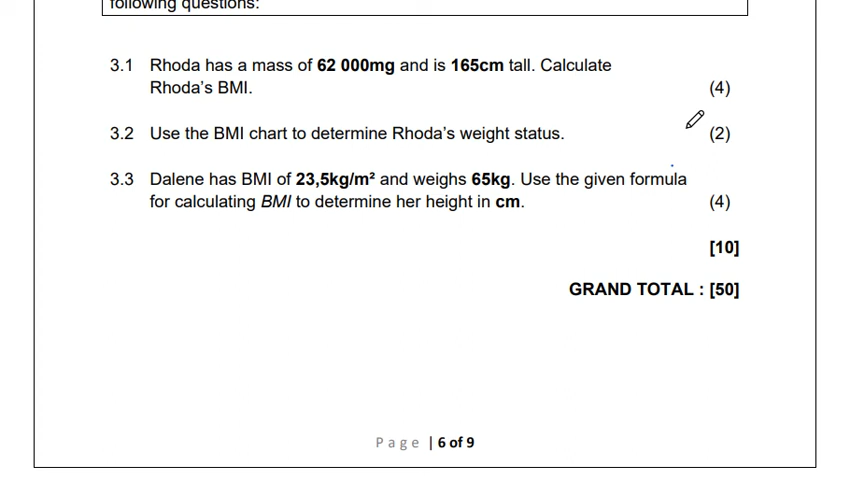 following questions:
3.1 Rhoda has a mass of 62 000mg and is 165cm tall. Calculate
Rhoda's BMI. (4)
3.2 Use the BMI chart to determine Rhoda's weight status. (2)
3.3 Dalene has BMI of 23,5kg/m² and weighs 65kg. Use the given formula
for calculating BMI to determine her height in cm. (4)
[10]
GRAND TOTAL : [50]
Page | 6 of 9